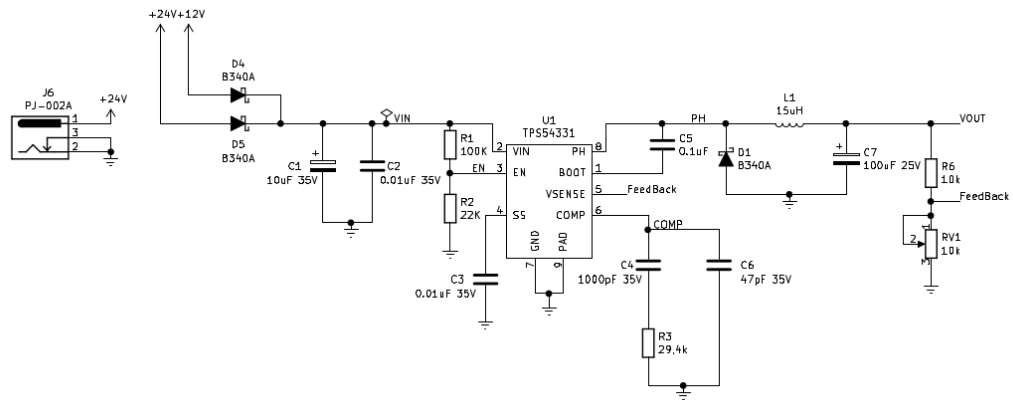 +24V +12V
D4
B340A
J6
PJ-002A
+24V
1
3
2
D5
B340A
VIN
C1
10uF 35V
C2
0.01uF 35V
R1
100K
EN
R2
22K
U1
TPS54331
2 VIN
3 EN
4 SS
PH 8
BOOT 1
VSENSE 5
COMP 6
GND
7
PAD
9
C3
0.01uF 35V
PH
C5
0.1uF
FeedBack
COMP
C4
1000pF 35V
C6
47pF 35V
R3
29,4k
D1
B340A
L1
15uH
C7
100uF 25V
VOUT
R6
10k
FeedBack
1
2
3
RV1
10k